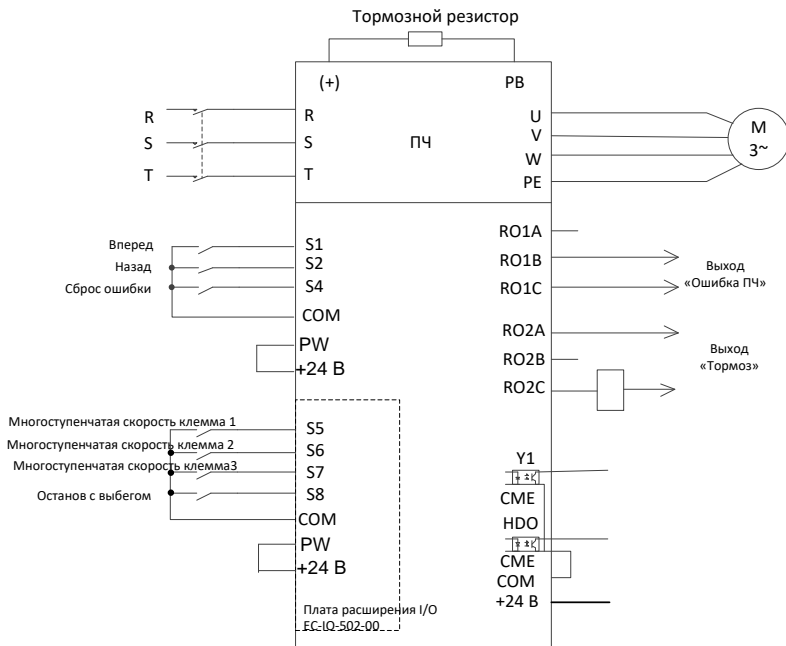 Тормозной резистор
(+)
PB
R
R
S
S
T
T
ПЧ
U
V
W
PE
M
3~
Вперед
S1
Назад
S2
Сброс ошибки
S4
COM
PW
+24 В
RO1A
RO1B
RO1C
Выход
«Ошибка ПЧ»
RO2A
RO2B
RO2C
Выход
«Тормоз»
Многоступенчатая скорость клемма 1
S5
Многоступенчатая скорость клемма 2
S6
Многоступенчатая скорость клемма3
S7
Останов с выбегом
S8
COM
PW
+24 В
Y1
CME
HDO
CME
COM
+24 В
Плата расширения I/O
EC-IO-502-00